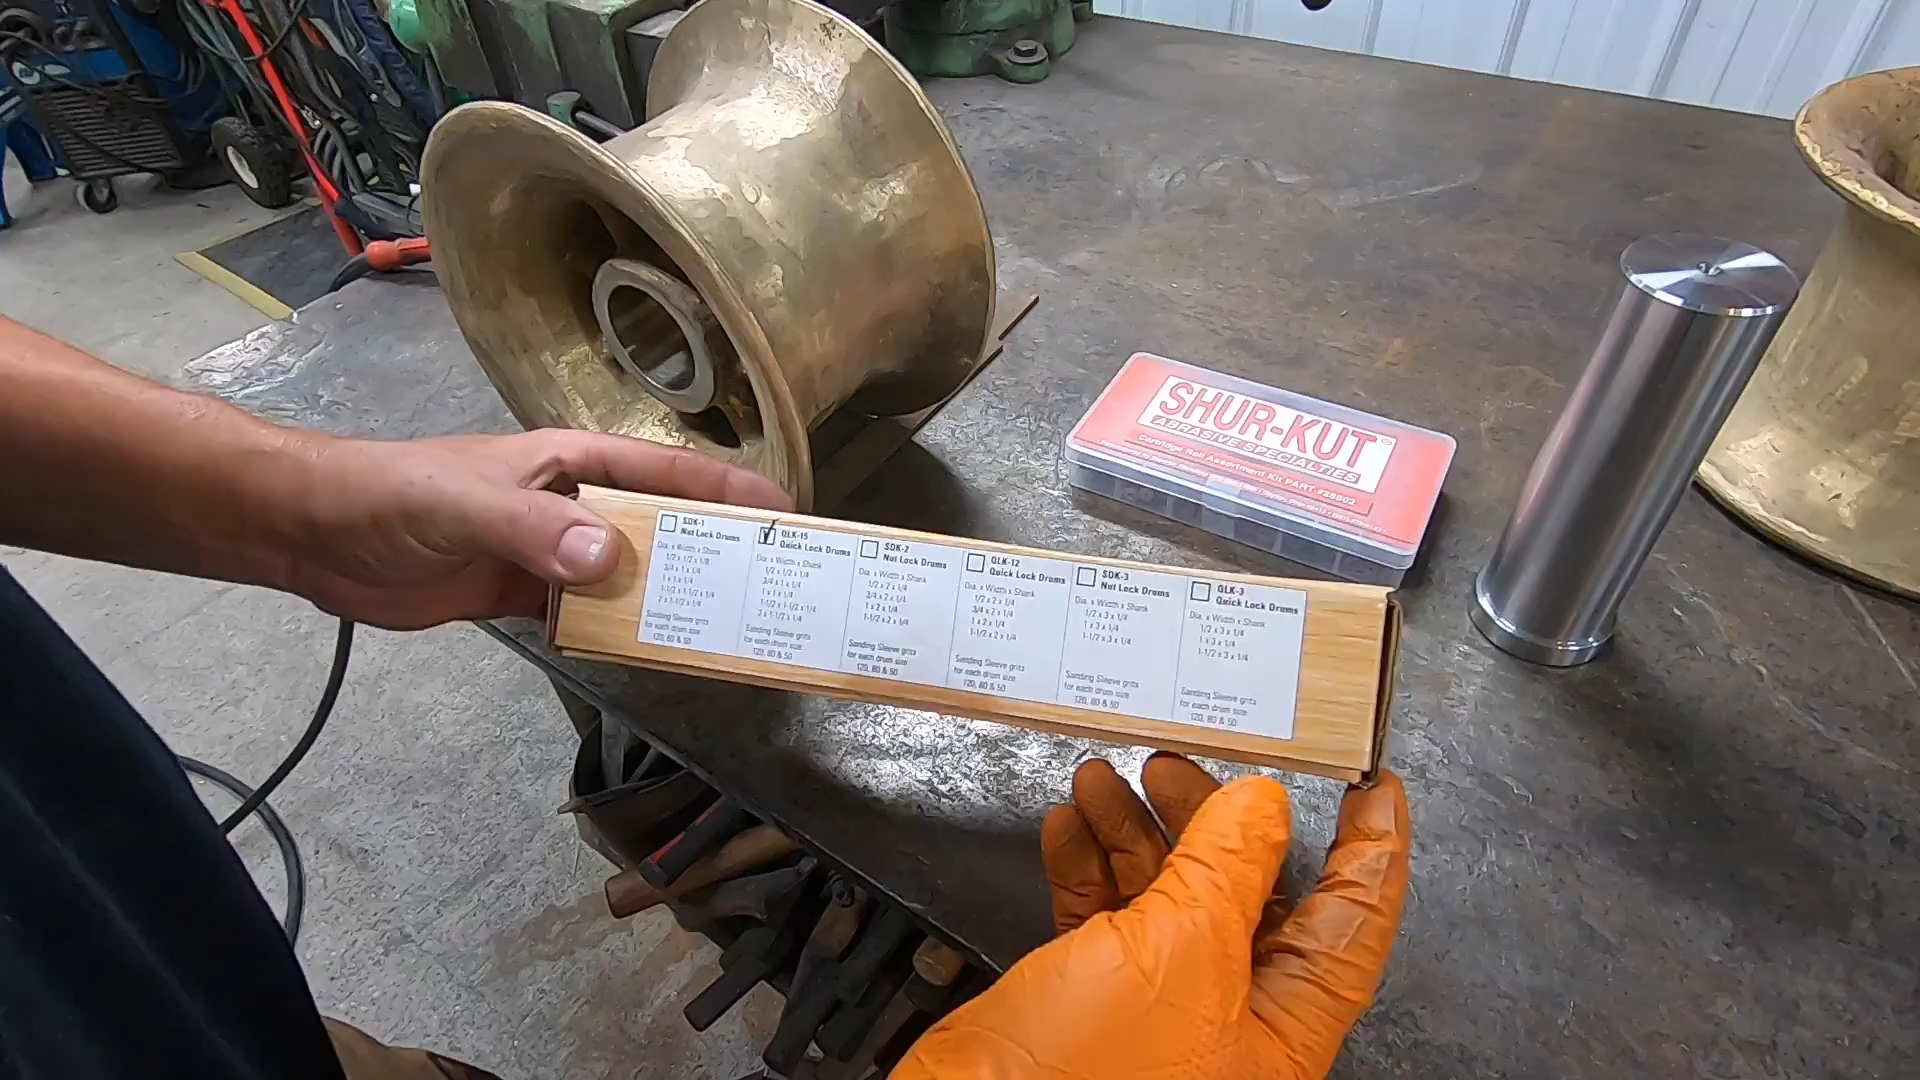 SHUR-KUT®
ABRASIVE SPECIALTIES
Cartridge Roll Assortment Kit PART #28802
SDK-1
Nut Lock Drums
Dia. x Width x Shank
1/2 x 1/2 x 1/8
3/4 x 1 x 1/4
1 x 1 x 1/4
1-1/2 x 1-1/2 x 1/4
2 x 1-1/2 x 1/4
Sanding Sleeve grits
for each drum size
120, 80 & 50
QLK-15
Quick Lock Drums
Dia. x Width x Shank
1/2 x 1/2 x 1/4
3/4 x 1 x 1/4
1 x 1 x 1/4
1-1/2 x 1-1/2 x 1/4
2 x 1-1/2 x 1/4
Sanding Sleeve grits
for each drum size
120, 80 & 50
SDK-2
Nut Lock Drums
Dia. x Width x Shank
1/2 x 2 x 1/4
3/4 x 2 x 1/4
1 x 2 x 1/4
1-1/2 x 2 x 1/4
Sanding Sleeve grits
for each drum size
120, 80 & 50
QLK-12
Quick Lock Drums
Dia. x Width x Shank
1/2 x 2 x 1/4
3/4 x 2 x 1/4
1 x 2 x 1/4
1-1/2 x 2 x 1/4
Sanding Sleeve grits
for each drum size
120, 80 & 50
SDK-3
Nut Lock Drums
Dia. x Width x Shank
1/2 x 3 x 1/4
1 x 3 x 1/4
1-1/2 x 3 x 1/4
Sanding Sleeve grits
for each drum size
120, 80 & 50
QLK-3
Quick Lock Drums
Dia. x Width x Shank
1/2 x 3 x 1/4
1 x 3 x 1/4
1-1/2 x 3 x 1/4
Sanding Sleeve grits
for each drum size
120, 80 & 50